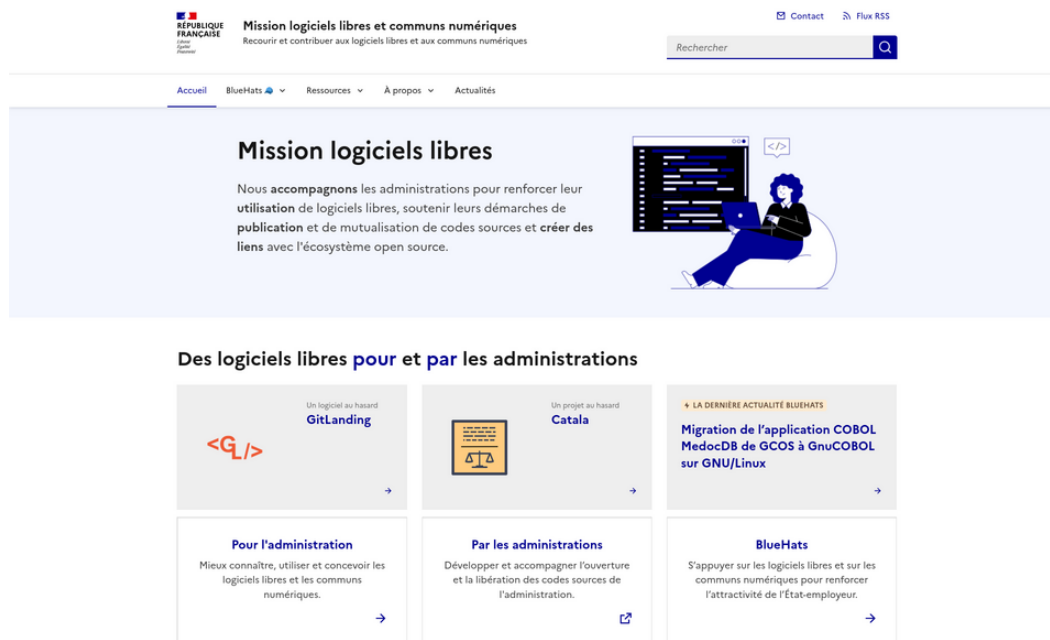 RÉPUBLIQUE
FRANÇAISE
Liberté
Égalité
Fraternité
Mission logiciels libres et communs numériques
Recourir et contribuer aux logiciels libres et aux communs numériques
Contact
Flux RSS
Rechercher
Accueil
BlueHats
Ressources
À propos
Actualités
Mission logiciels libres
Nous accompagnons les administrations pour renforcer leur
utilisation de logiciels libres, soutenir leurs démarches de
publication et de mutualisation de codes sources et créer des
liens avec l'écosystème open source.
</>
Des logiciels libres pour et par les administrations
Un logiciel au hasard
GitLanding
<GL/>
Un projet au hasard
Catala
LA DERNIÈRE ACTUALITÉ BLUEHATS
Migration de l’application COBOL
MedocDB de GCOS à GnuCOBOL
sur GNU/Linux
Pour l'administration
Mieux connaître, utiliser et concevoir les
logiciels libres et les communs
numériques.
Par les administrations
Développer et accompagner l’ouverture
et la libération des codes sources de
l'administration.
BlueHats
S’appuyer sur les logiciels libres et sur les
communs numériques pour renforcer
l’attractivité de l’État-employeur.